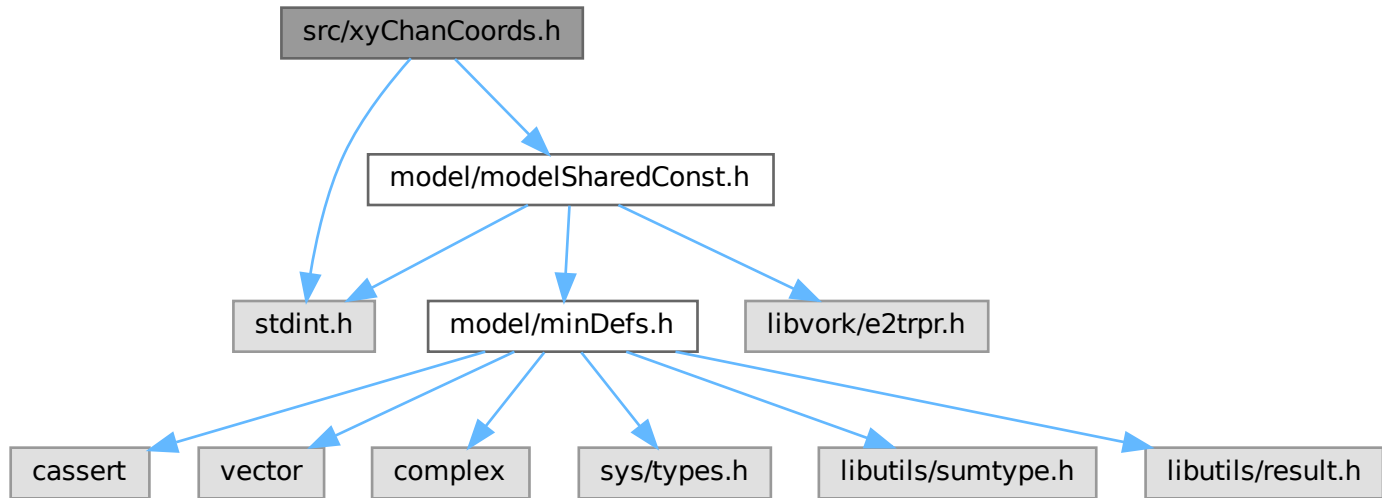 src/xyChanCoords.h
model/modelSharedConst.h
stdint.h
model/minDefs.h
libvork/e2trpr.h
cassert
vector
complex
sys/types.h
libutils/sumtype.h
libutils/result.h